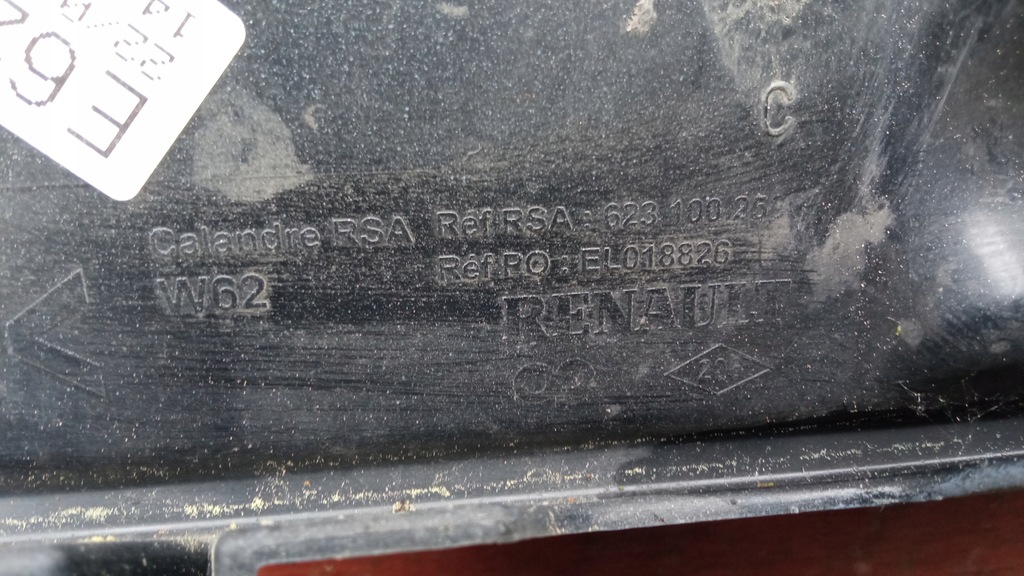 C
Calandre RSA
W62
Réf RSA : 623 100 25
Réf PO : EL018826
RENAULT